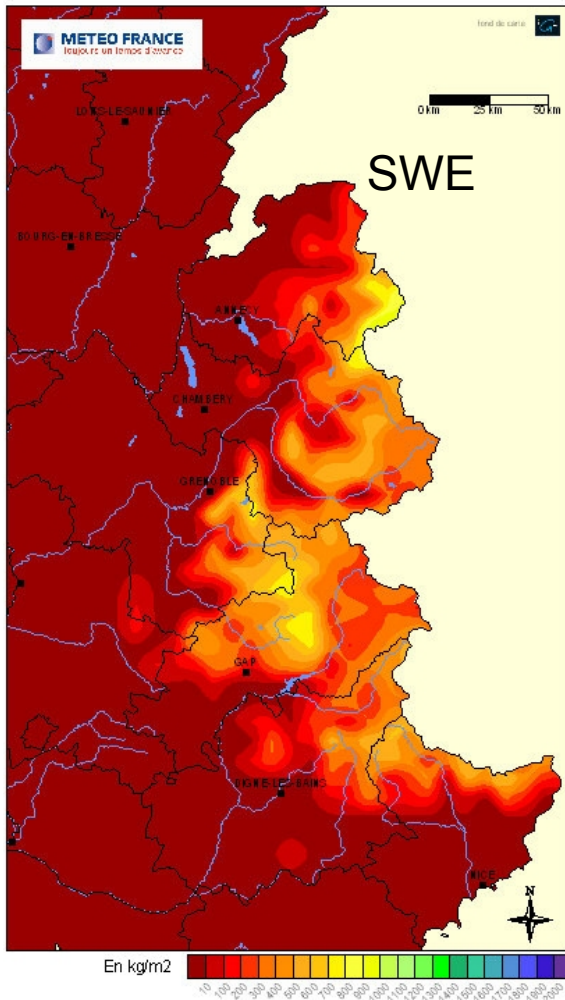 METEO FRANCE
Toujours un temps d'avance
fond de carte
0 km 25 km 50 km
SWE
LONS-LE-SAUNIER
BOURG-EN-BRESSE
ANNECY
CHAMBERY
GRENOBLE
GAP
DIGNE-LES-BAINS
NICE
N
En kg/m2
10 100 200 300 400 500 600 700 800 900 1000 1100 1200 1300 1400 1500 1600 1700 1800 1900 2000